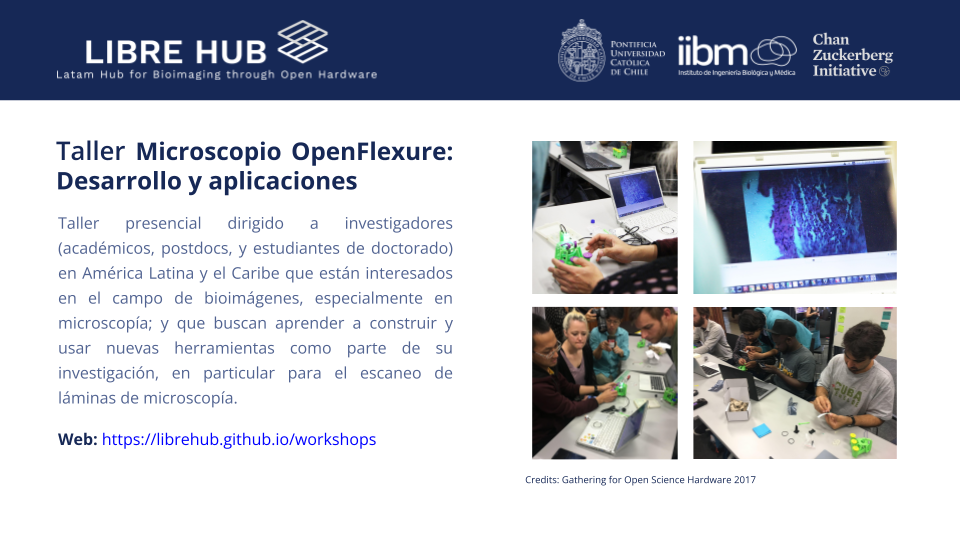 LIBRE HUB
Latam Hub for Bioimaging through Open Hardware
PONTIFICIA
UNIVERSIDAD
CATÓLICA
DE CHILE
iibm
Instituto de Ingeniería Biológica y Médica
Chan
Zuckerberg
Initiative
Taller Microscopio OpenFlexure:
Desarrollo y aplicaciones
Taller presencial dirigido a investigadores
(académicos, postdocs, y estudiantes de doctorado)
en América Latina y el Caribe que están interesados
en el campo de bioimágenes, especialmente en
microscopía; y que buscan aprender a construir y
usar nuevas herramientas como parte de su
investigación, en particular para el escaneo de
láminas de microscopía.
Web: https://librehub.github.io/workshops
Credits: Gathering for Open Science Hardware 2017